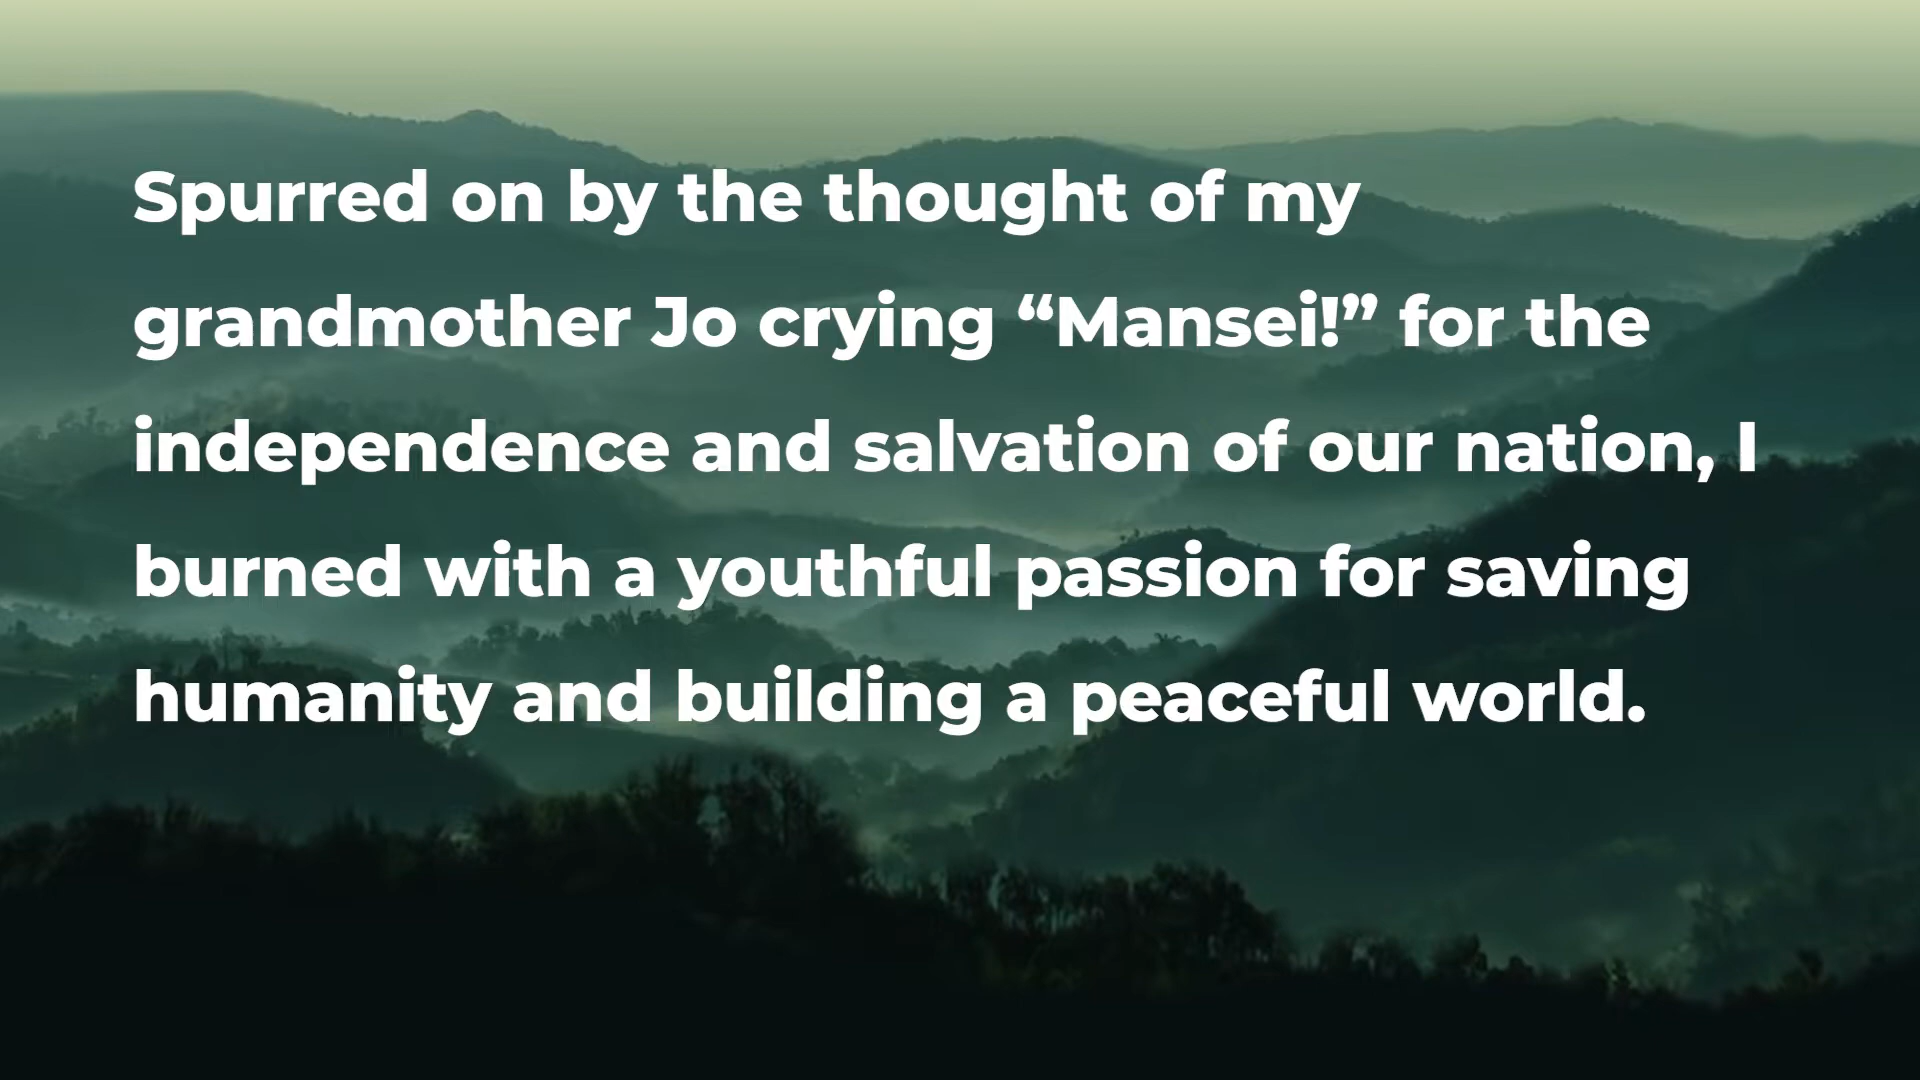 Spurred on by the thought of my
grandmother Jo crying “Mansei!” for the
independence and salvation of our nation, I
burned with a youthful passion for saving
humanity and building a peaceful world.